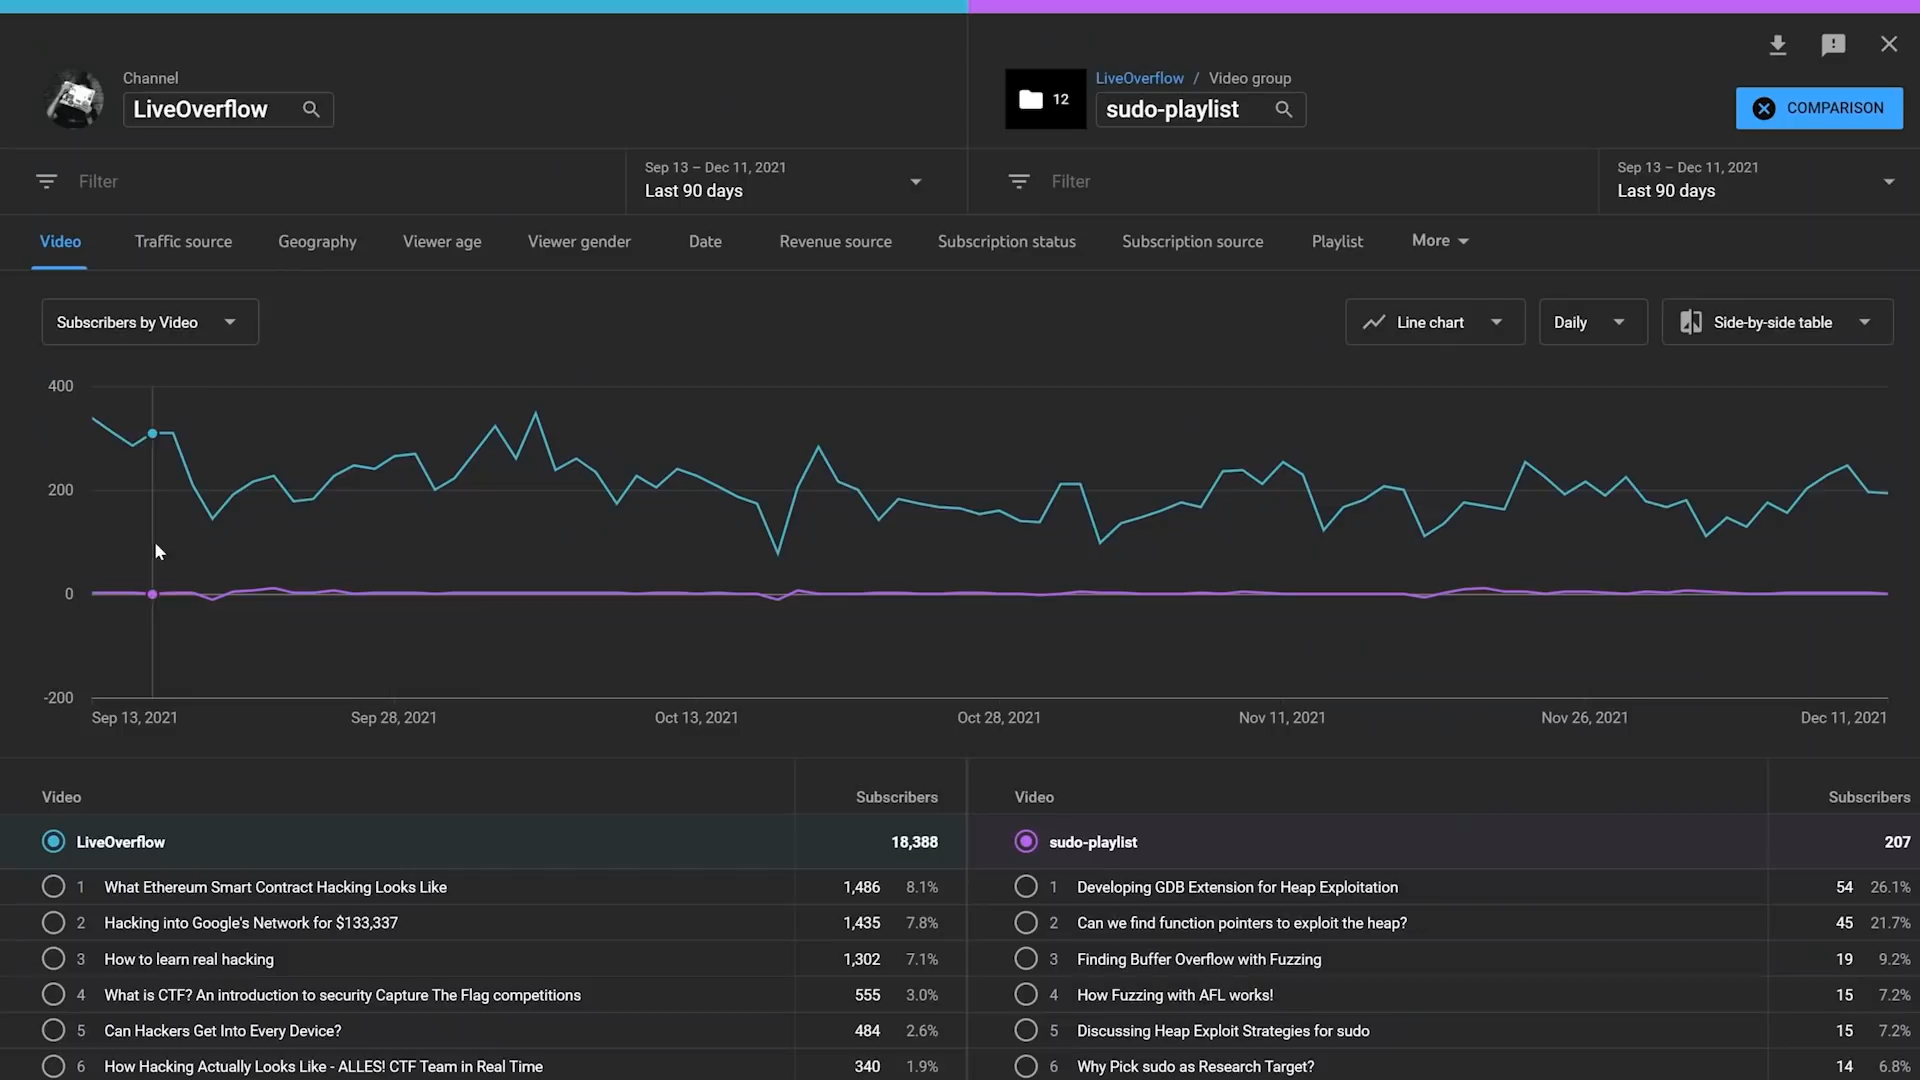 Channel
LiveOverflow
12
LiveOverflow / Video group
sudo-playlist
COMPARISON
Filter
Sep 13 – Dec 11, 2021
Last 90 days
Filter
Sep 13 – Dec 11, 2021
Last 90 days
Video Traffic source Geography Viewer age Viewer gender Date Revenue source Subscription status Subscription source Playlist More
Subscribers by Video
Line chart
Daily
Side-by-side table
400
200
0
-200
Sep 13, 2021 Sep 28, 2021 Oct 13, 2021 Oct 28, 2021 Nov 11, 2021 Nov 26, 2021 Dec 11, 2021
Video Subscribers
LiveOverflow 18,388
1 What Ethereum Smart Contract Hacking Looks Like 1,486 8.1%
2 Hacking into Google's Network for $133,337 1,435 7.8%
3 How to learn real hacking 1,302 7.1%
4 What is CTF? An introduction to security Capture The Flag competitions 555 3.0%
5 Can Hackers Get Into Every Device? 484 2.6%
6 How Hacking Actually Looks Like - ALLES! CTF Team in Real Time 340 1.9%
Video Subscribers
sudo-playlist 207
1 Developing GDB Extension for Heap Exploitation 54 26.1%
2 Can we find function pointers to exploit the heap? 45 21.7%
3 Finding Buffer Overflow with Fuzzing 19 9.2%
4 How Fuzzing with AFL works! 15 7.2%
5 Discussing Heap Exploit Strategies for sudo 15 7.2%
6 Why Pick sudo as Research Target? 14 6.8%